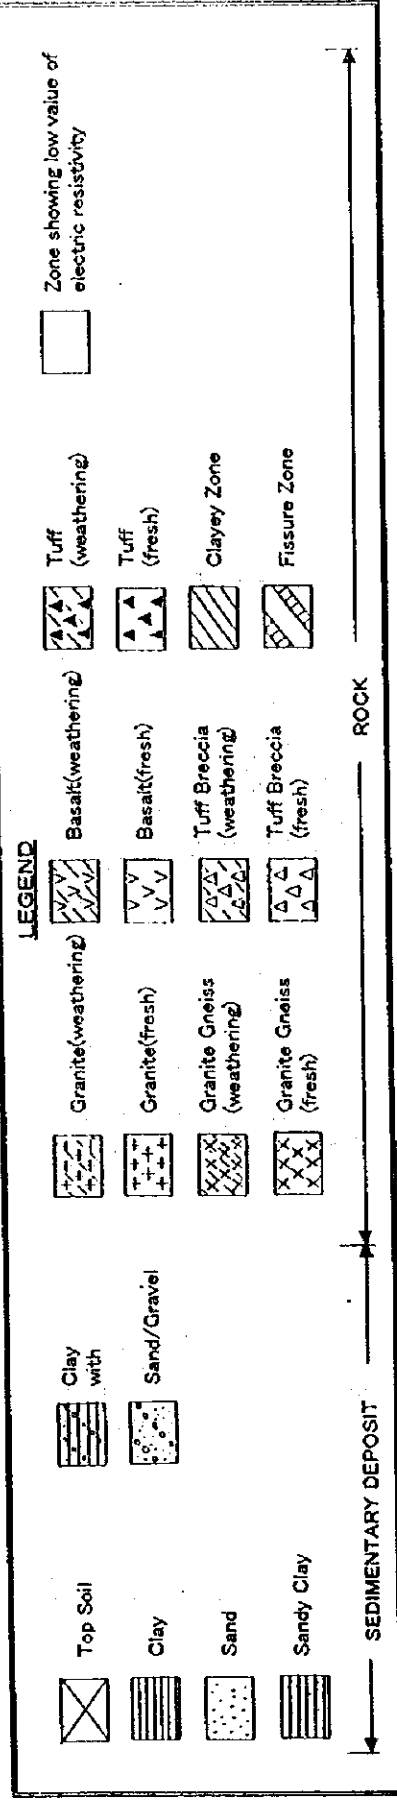 LEGEND
Top Soil
Clay
Sand
Sandy Clay
Clay
with
Sand/Gravel
Granite(weathering)
Granite(fresh)
Granite Gneiss
(weathering)
Granite Gneiss
(fresh)
Basalt(weathering)
Basalt(fresh)
Tuff Breccia
(weathering)
Tuff Breccia
(fresh)
Tuff
(weathering)
Tuff
(fresh)
Clayey Zone
Fissure Zone
Zone showing low value of
electric resistivity
SEDIMENTARY DEPOSIT
ROCK